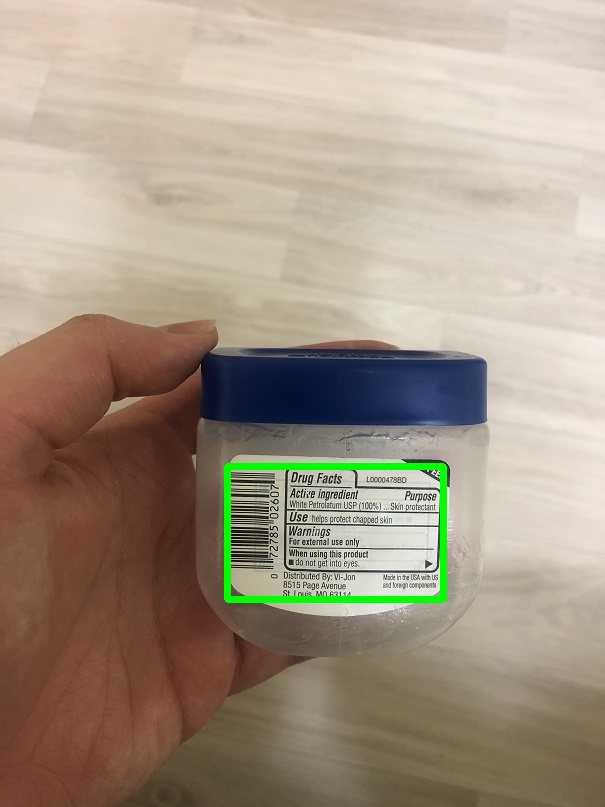 Drug Facts
L0000478BD
Active ingredient Purpose
White Petrolatum USP (100%) ...Skin protectant
Use helps protect chapped skin
Warnings
For external use only
When using this product
■ do not get into eyes.
0 72785 02607
Distributed By: Vi-Jon
8515 Page Avenue
St. Louis, MO 63114
Made in the USA with US
and foreign components